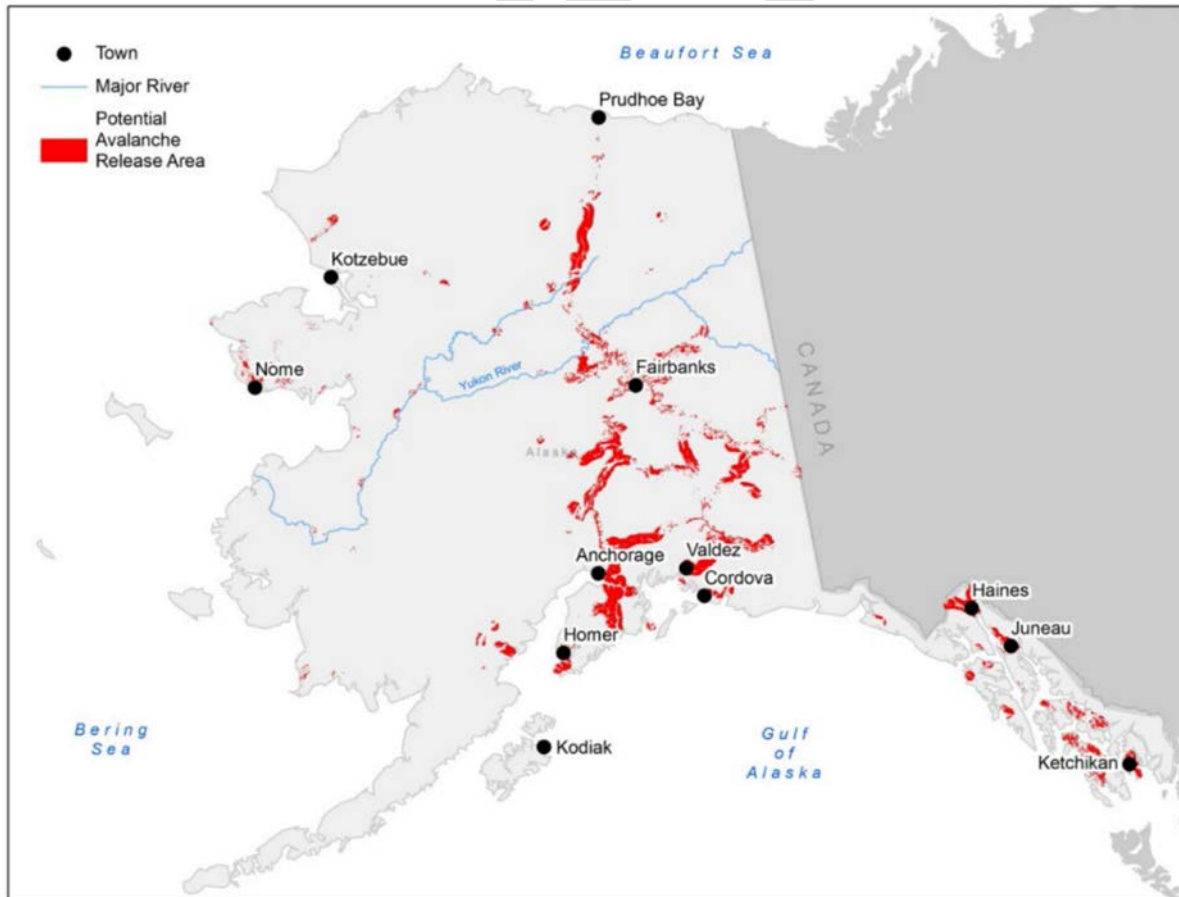 Town
Major River
Potential
Avalanche
Release Area
Beaufort Sea
Prudhoe Bay
Kotzebue
Nome
Yukon River
Fairbanks
CANADA
Alaska
Anchorage
Valdez
Cordova
Homer
Haines
Juneau
Bering
Sea
Kodiak
Gulf
of
Alaska
Ketchikan